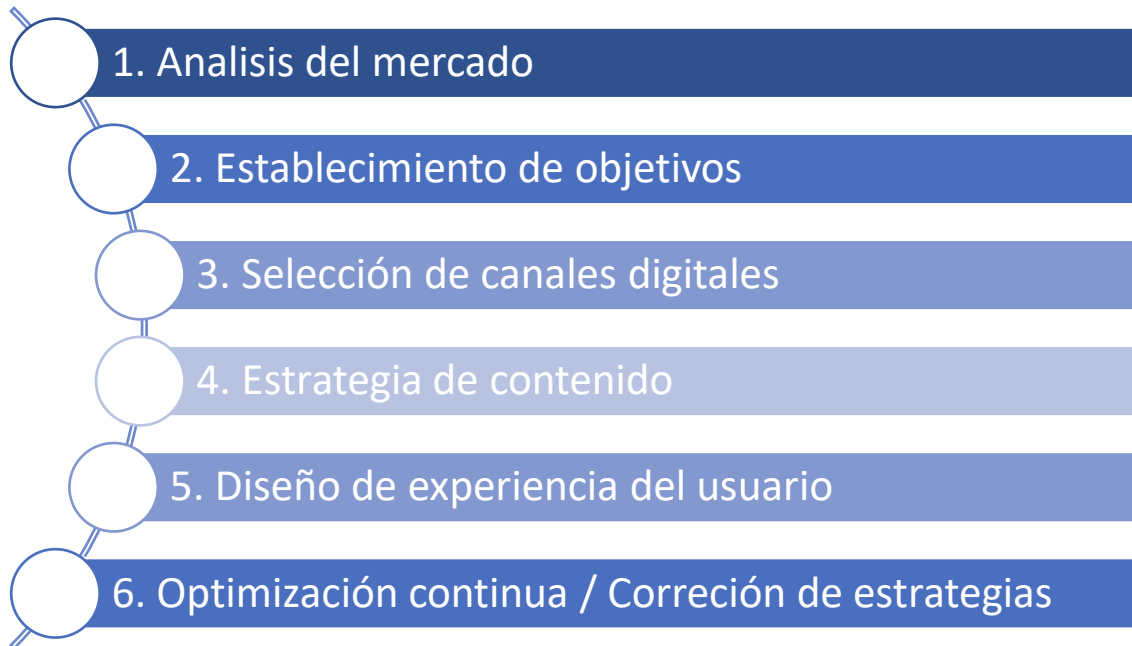 1. Analisis del mercado
2. Establecimiento de objetivos
3. Selección de canales digitales
4. Estrategia de contenido
5. Diseño de experiencia del usuario
6. Optimización continua / Correción de estrategias